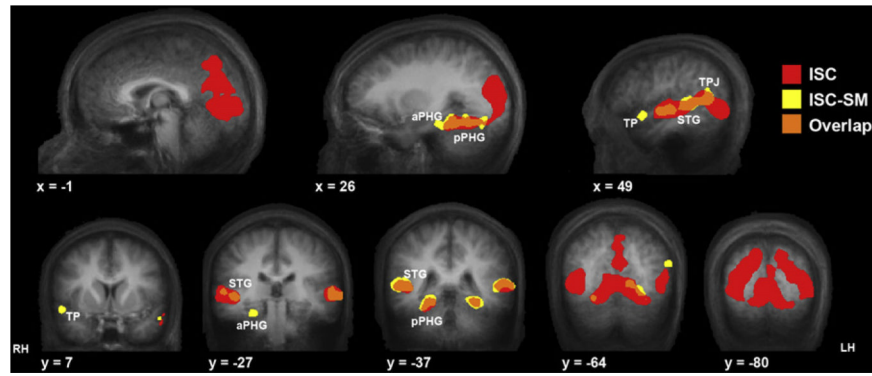 ISC
ISC-SM
Overlap
TPJ
aPHG
TP
STG
pPHG
x = -1
x = 26
x = 49
STG
STG
TP
aPHG
pPHG
RH
LH
y = 7
y = -27
y = -37
y = -64
y = -80